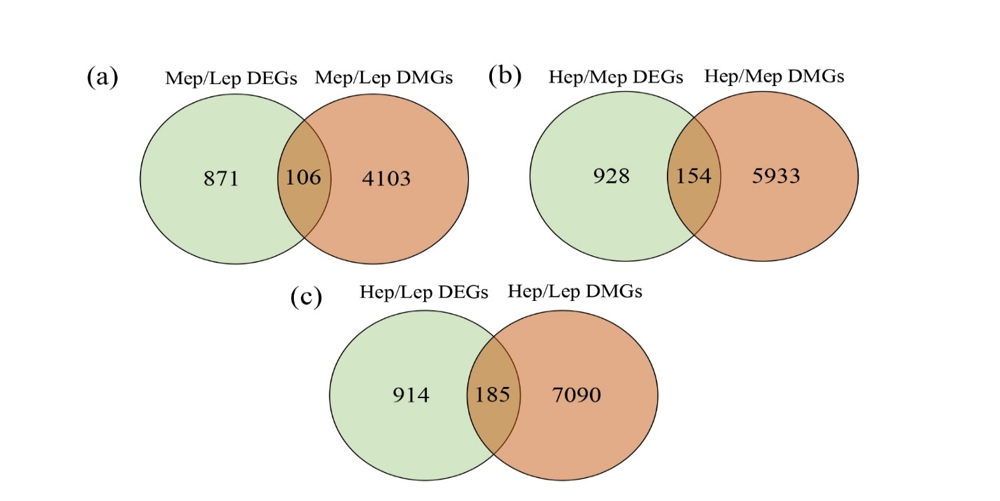 (a) Mep/Lep DEGs Mep/Lep DMGs
871 106 4103
(b) Hep/Mep DEGs Hep/Mep DMGs
928 154 5933
(c) Hep/Lep DEGs Hep/Lep DMGs
914 185 7090